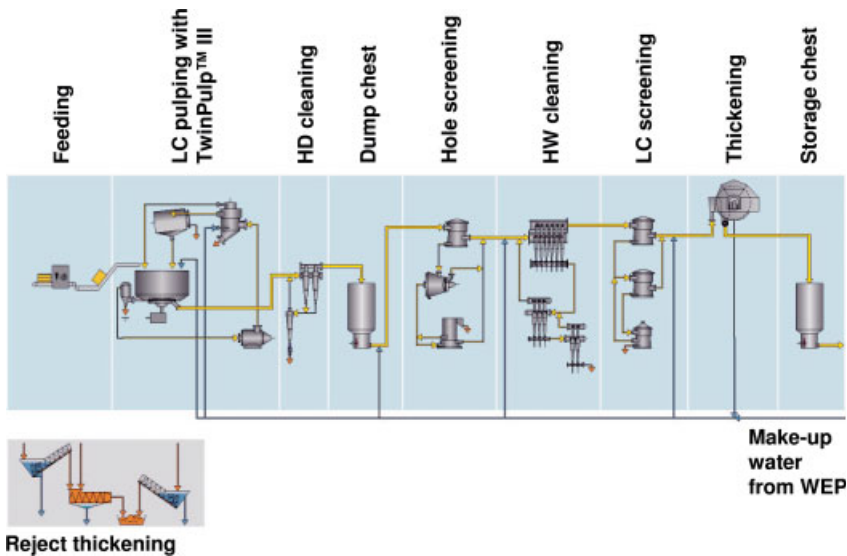 Feeding
LC pulping with
TwinPulp™ III
HD cleaning
Dump chest
Hole screening
HW cleaning
LC screening
Thickening
Storage chest
Make-up
water
from WEP
Reject thickening